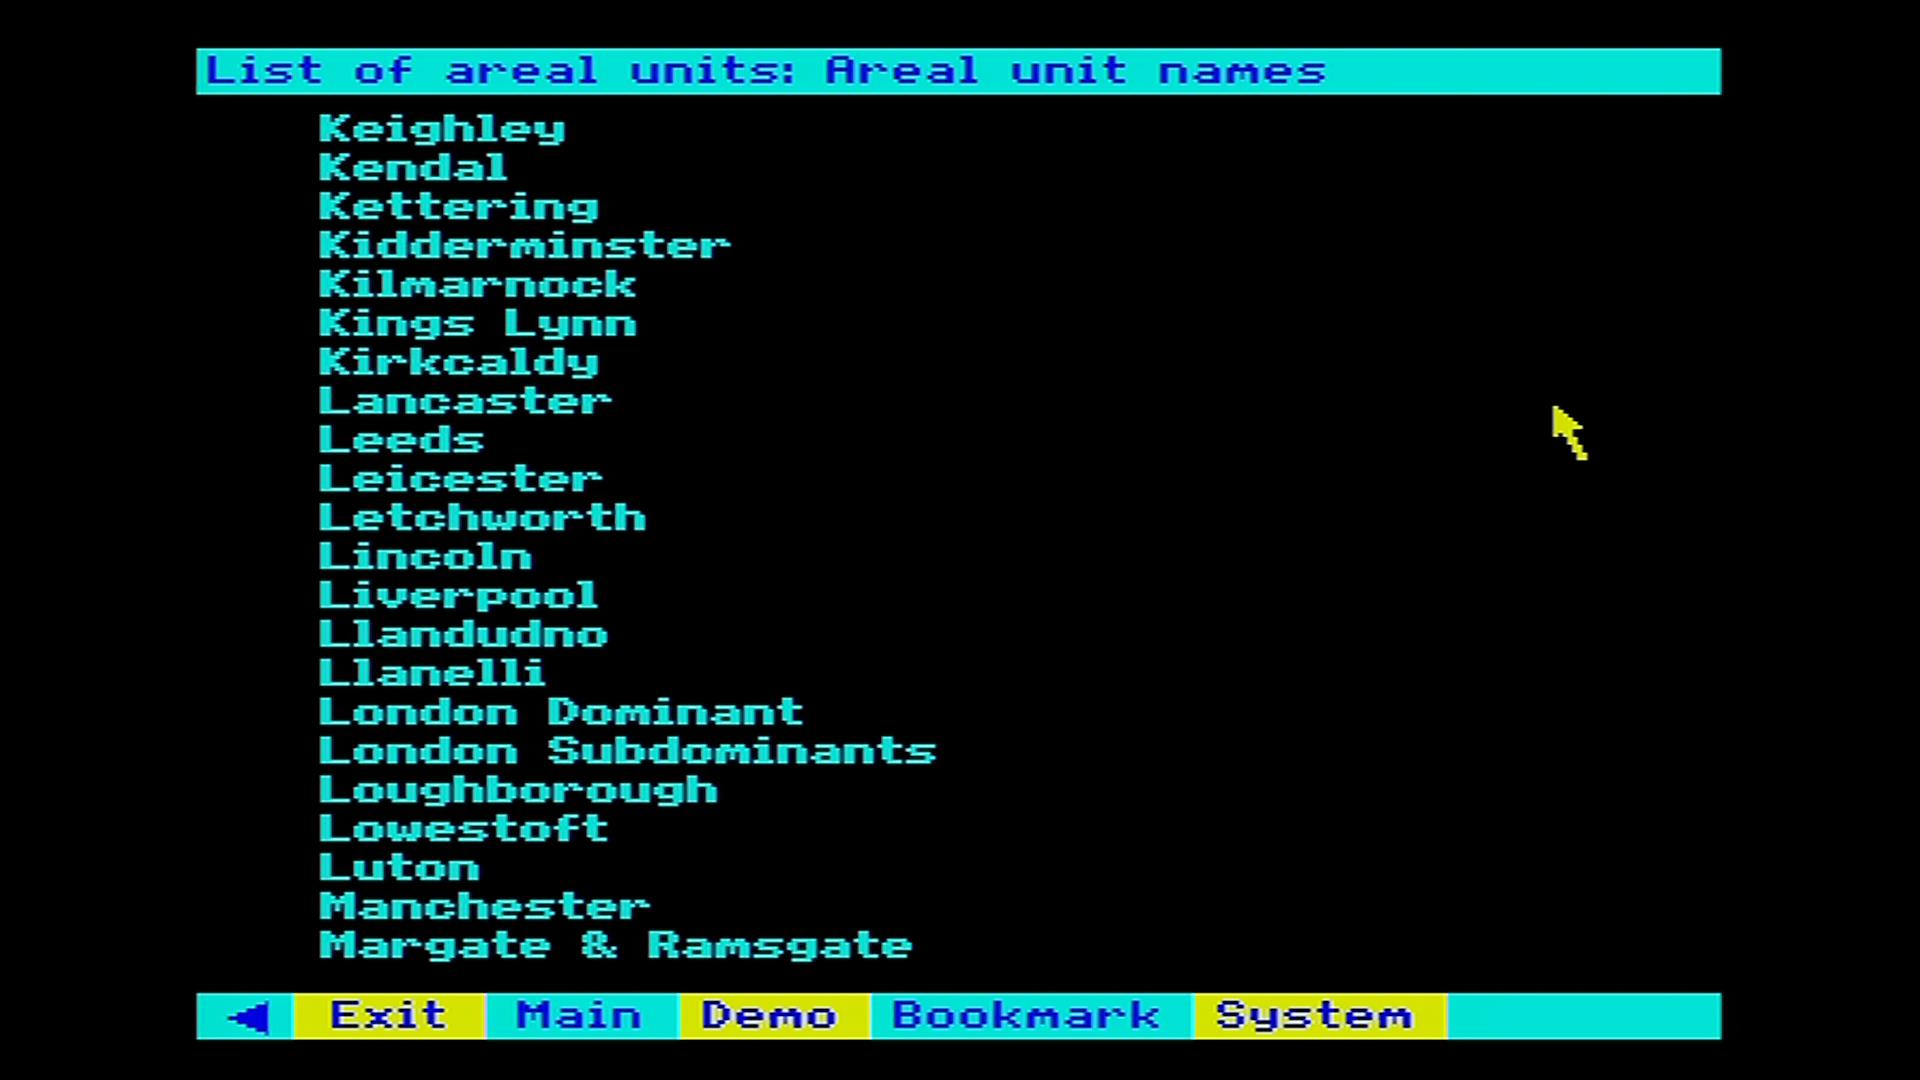 List of areal units: Areal unit names
Keighley
Kendal
Kettering
Kidderminster
Kilmarnock
Kings Lynn
Kirkcaldy
Lancaster
Leeds
Leicester
Letchworth
Lincoln
Liverpool
Llandudno
Llanelli
London Dominant
London Subdominants
Loughborough
Lowestoft
Luton
Manchester
Margate & Ramsgate
Exit Main Demo Bookmark System